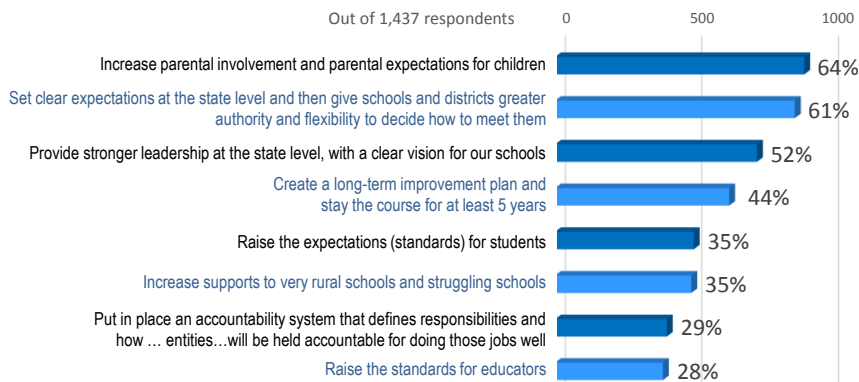 Out of 1,437 respondents
0 500 1000
Increase parental involvement and parental expectations for children 64%
Set clear expectations at the state level and then give schools and districts greater
authority and flexibility to decide how to meet them 61%
Provide stronger leadership at the state level, with a clear vision for our schools 52%
Create a long-term improvement plan and
stay the course for at least 5 years 44%
Raise the expectations (standards) for students 35%
Increase supports to very rural schools and struggling schools 35%
Put in place an accountability system that defines responsibilities and
how … entities…will be held accountable for doing those jobs well 29%
Raise the standards for educators 28%